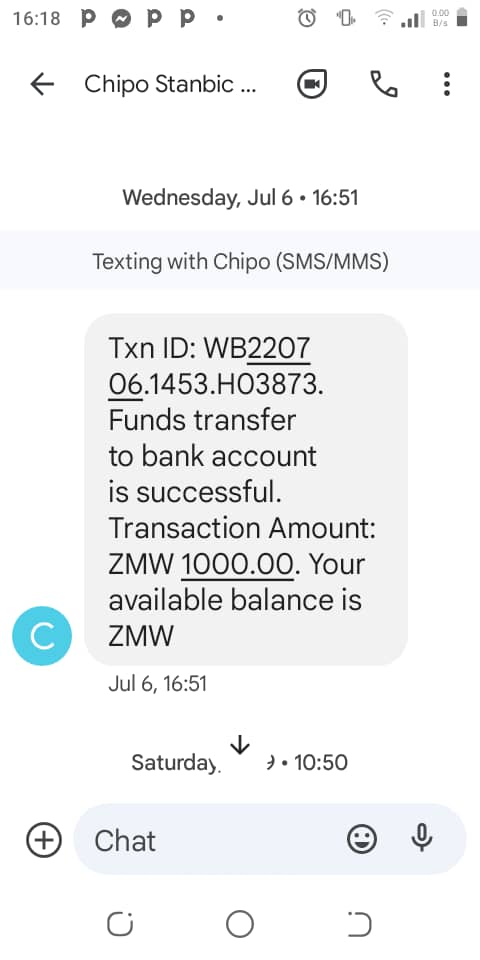 16:18
0.00
B/s
Chipo Stanbic ...
Wednesday, Jul 6 • 16:51
Texting with Chipo (SMS/MMS)
Txn ID: WB2207
06.1453.H03873.
Funds transfer
to bank account
is successful.
Transaction Amount:
ZMW 1000.00. Your
available balance is
ZMW
C
Jul 6, 16:51
Saturday, • 10:50
Chat